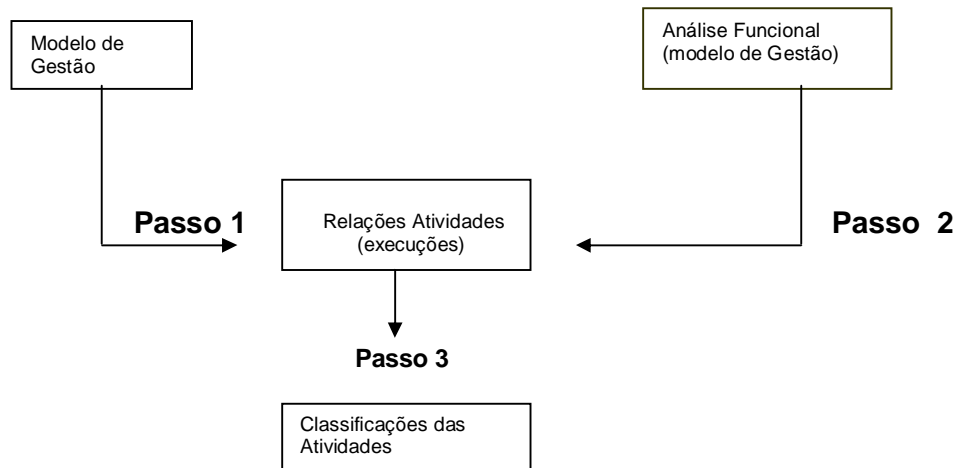 Modelo de
Gestão
Análise Funcional
(modelo de Gestão)
Passo 1
Relações Atividades
(execuções)
Passo 2
Passo 3
Classificações das
Atividades